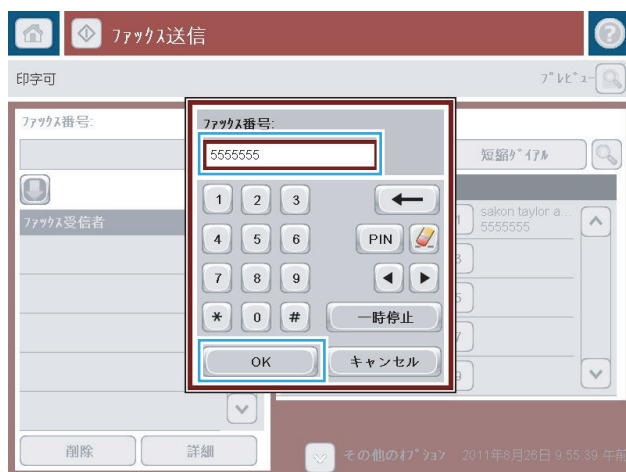 ファックス送信
印字可
プレビュー
ファックス番号:
短縮ダイアル
ファックス受信者
1 sakon taylor a...
5555555
3
5
7
9
削除
詳細
その他のオプション
2011年8月26日 9:55:39 午前
ファックス番号:
5555555
1 2 3
4 5 6 PIN
7 8 9
* 0 # 一時停止
OK キャンセル